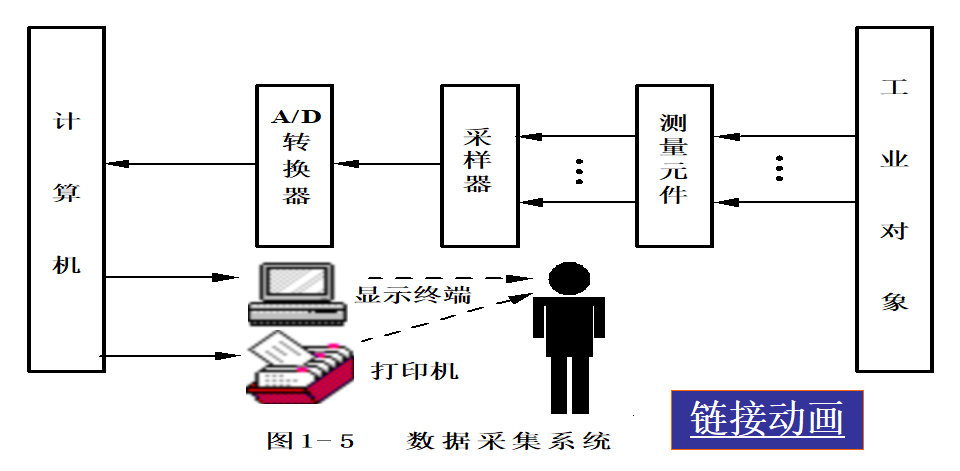 计算机
A/D转换器
采样器
测量元件
工业对象
显示终端
打印机
图1-5 数据采集系统
链接动画